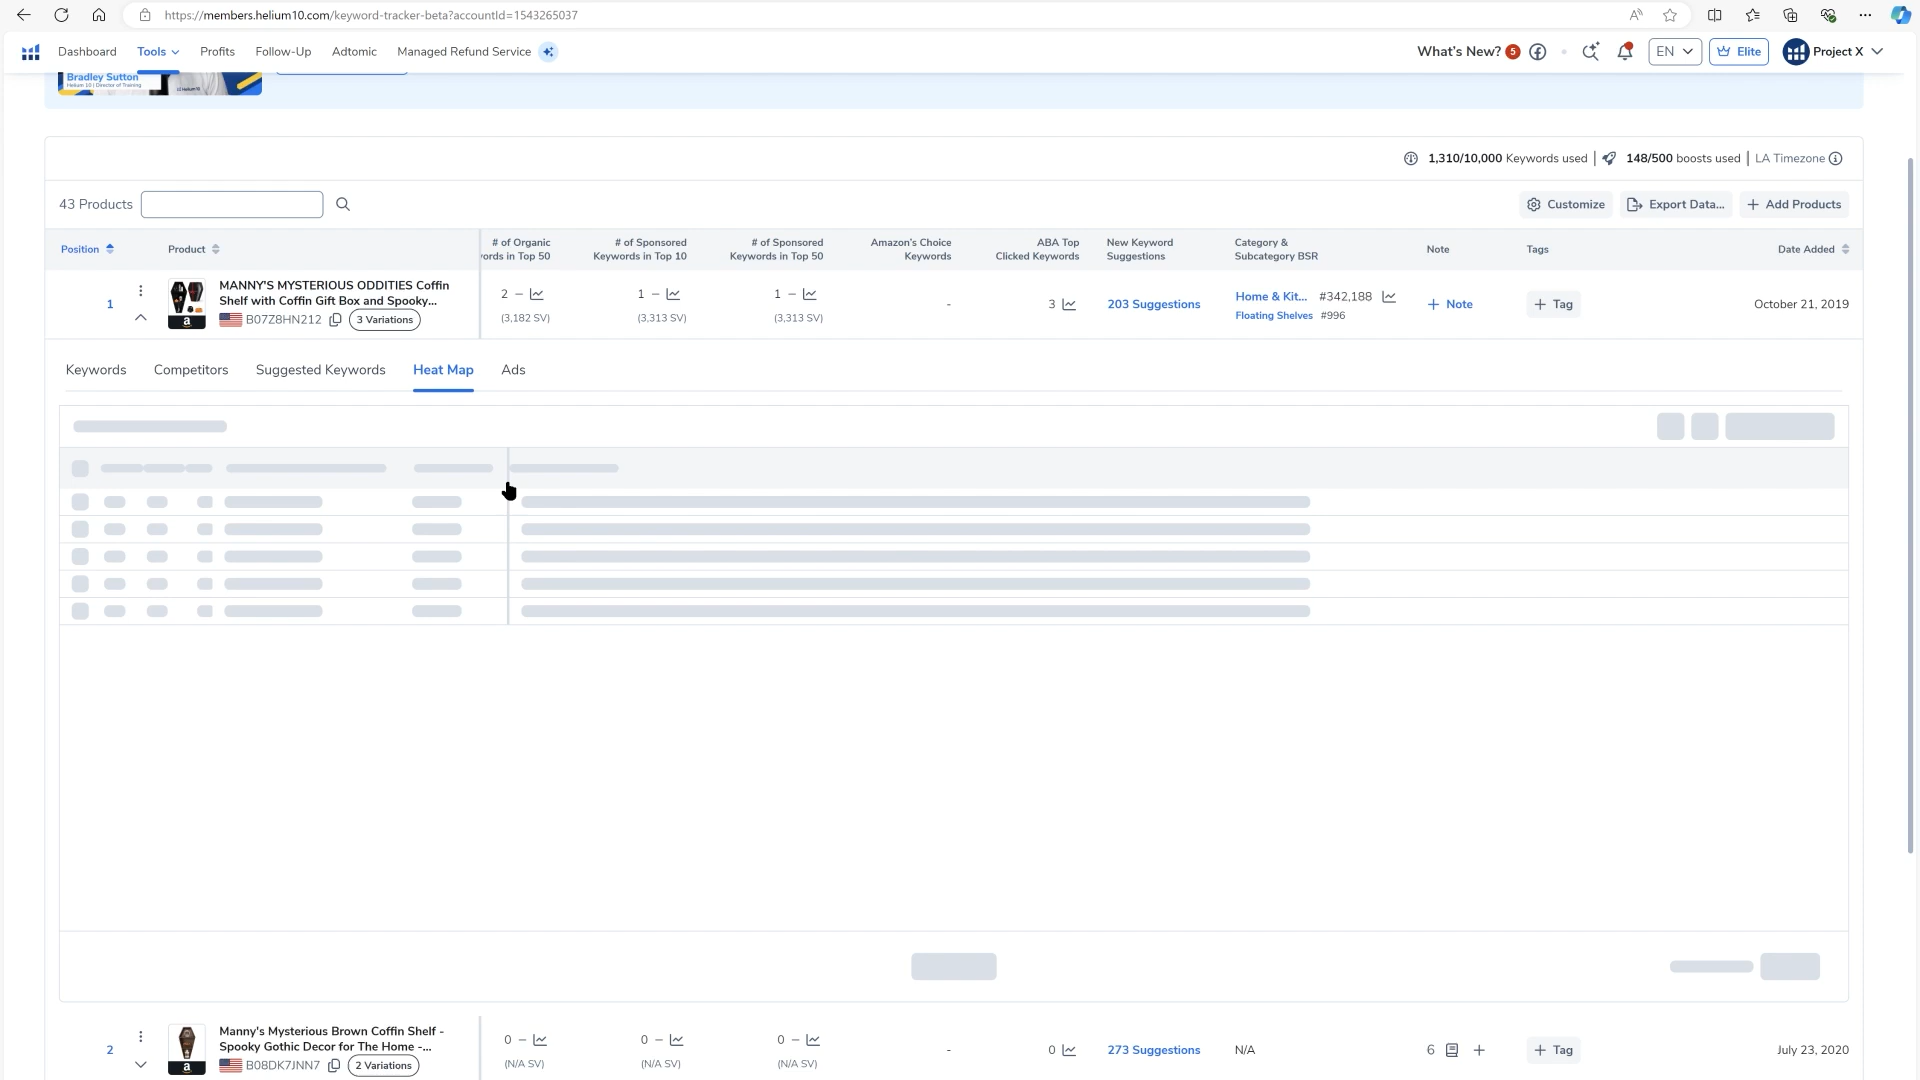 https://members.helium10.com/keyword-tracker-beta?accountId=1543265037
Dashboard Tools Profits Follow-Up Adtomic Managed Refund Service
What's New? 5 EN Elite Project X
Bradley Sutton
Helium 10 | Director of Training
1,310/10,000 Keywords used | 148/500 boosts used | LA Timezone
43 Products Customize Export Data... + Add Products
Position Product
# of Organic
ords in Top 50
# of Sponsored
Keywords in Top 10
# of Sponsored
Keywords in Top 50
Amazon's Choice
Keywords
ABA Top
Clicked Keywords
New Keyword
Suggestions
Category &
Subcategory BSR
Note Tags Date Added
1
MANNY'S MYSTERIOUS ODDITIES Coffin
Shelf with Coffin Gift Box and Spooky...
B07Z8HN212 3 Variations
2 –
(3,182 SV)
1 –
(3,313 SV)
1 –
(3,313 SV)
-
3
203 Suggestions
Home & Kit... #342,188
Floating Shelves #996
+ Note
+ Tag
October 21, 2019
Keywords Competitors Suggested Keywords Heat Map Ads
2
Manny's Mysterious Brown Coffin Shelf -
Spooky Gothic Decor for The Home -...
B08DK7JNN7 2 Variations
0 –
(N/A SV)
0 –
(N/A SV)
0 –
(N/A SV)
-
0
273 Suggestions
N/A
6 +
+ Tag
July 23, 2020